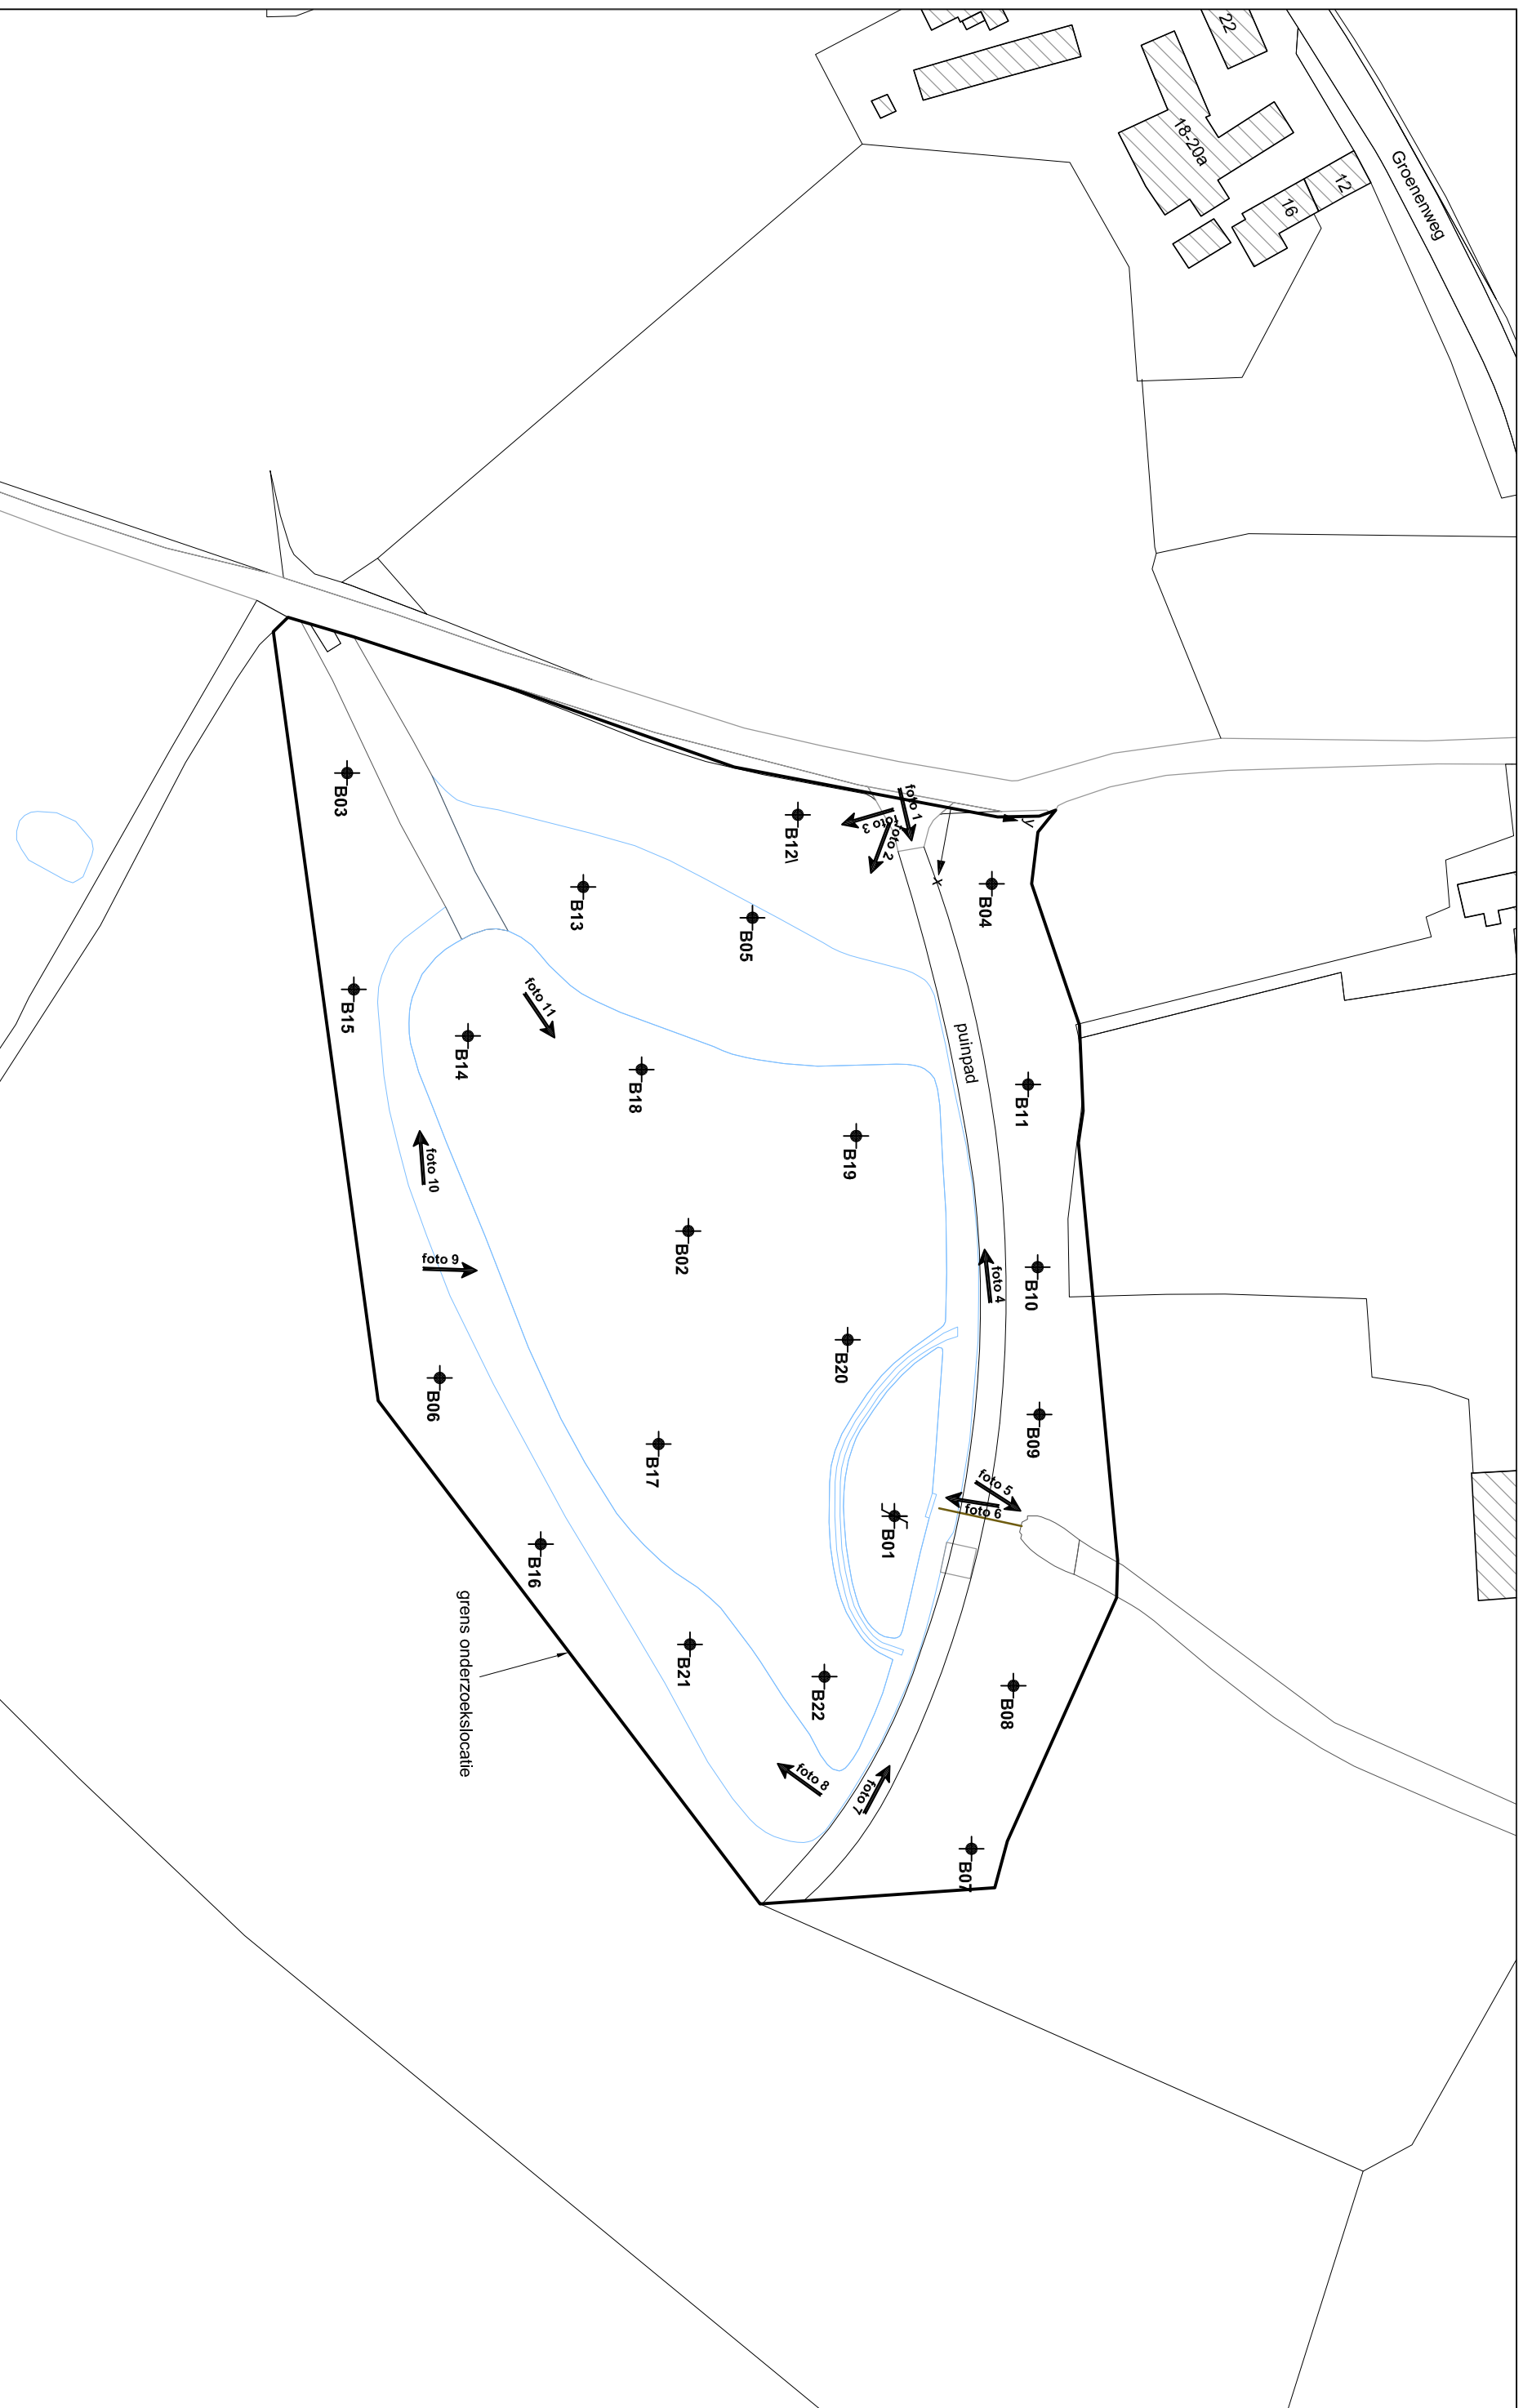 22
18-20a
12
16
Groenenweg
foto 1
foto 3
foto 2
y
x
B03
B12\
B04
B13
B05
puinpad
B15
foto 11
B14
B18
B11
B19
foto 10
B02
foto 9
foto 4
B10
B20
B06
B09
B17
foto 5
foto 6
B01
B16
grens onderzoekslocatie
B21
B22
B08
foto 8
foto 7
B07